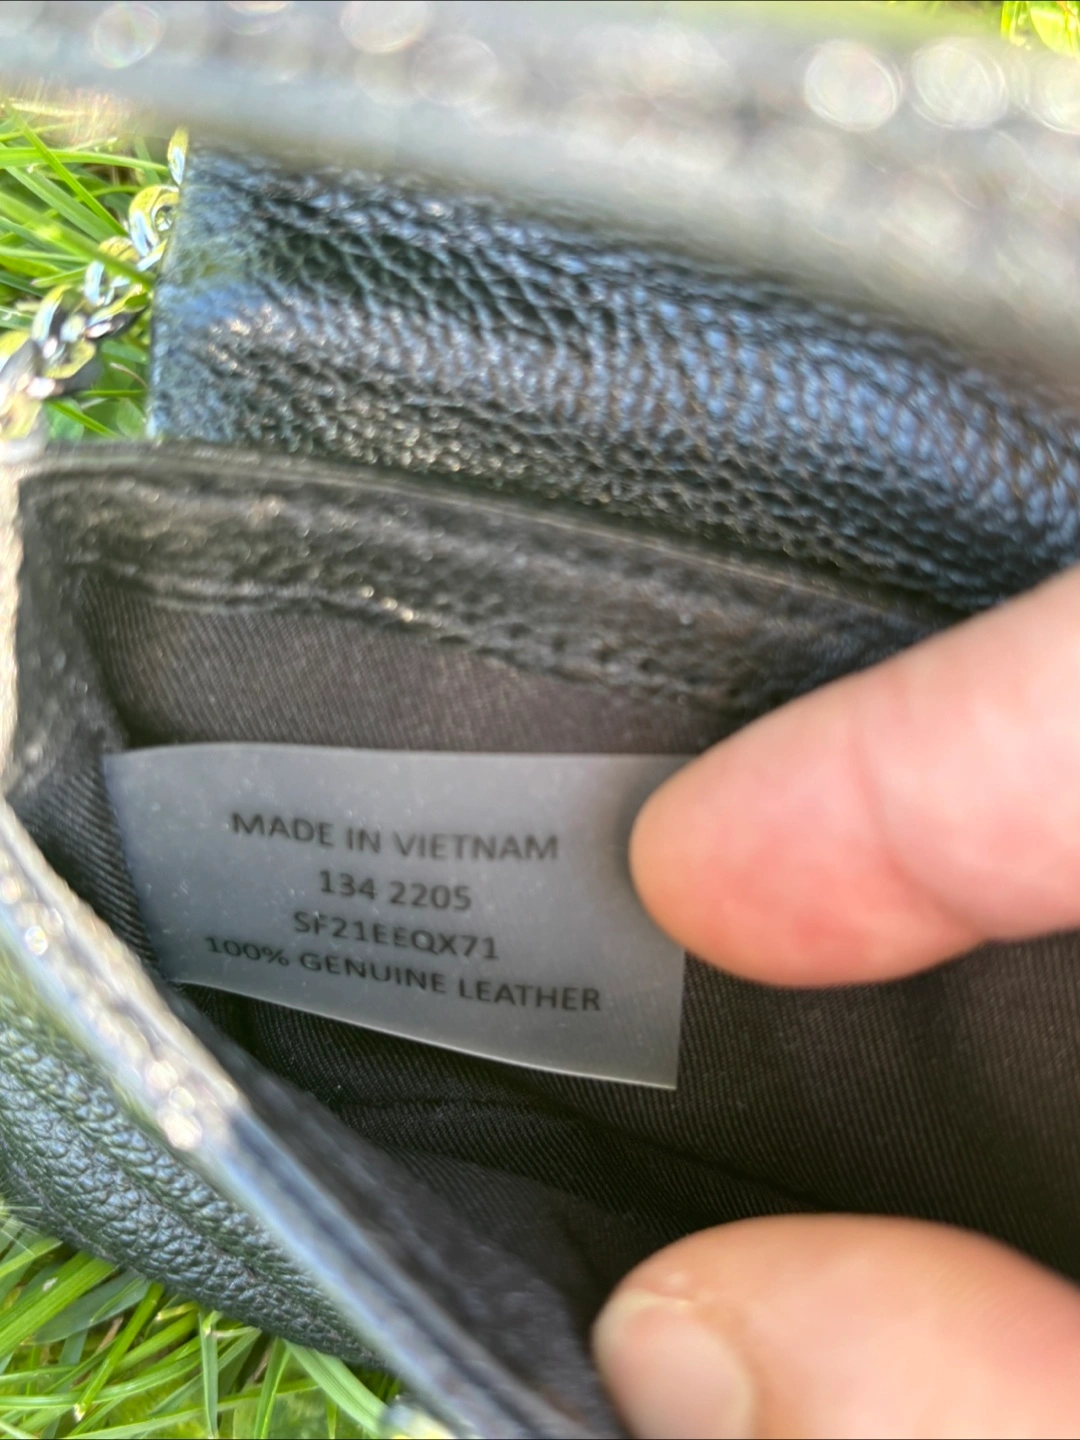 MADE IN VIETNAM
134 2205
SF21EEQX71
100% GENUINE LEATHER